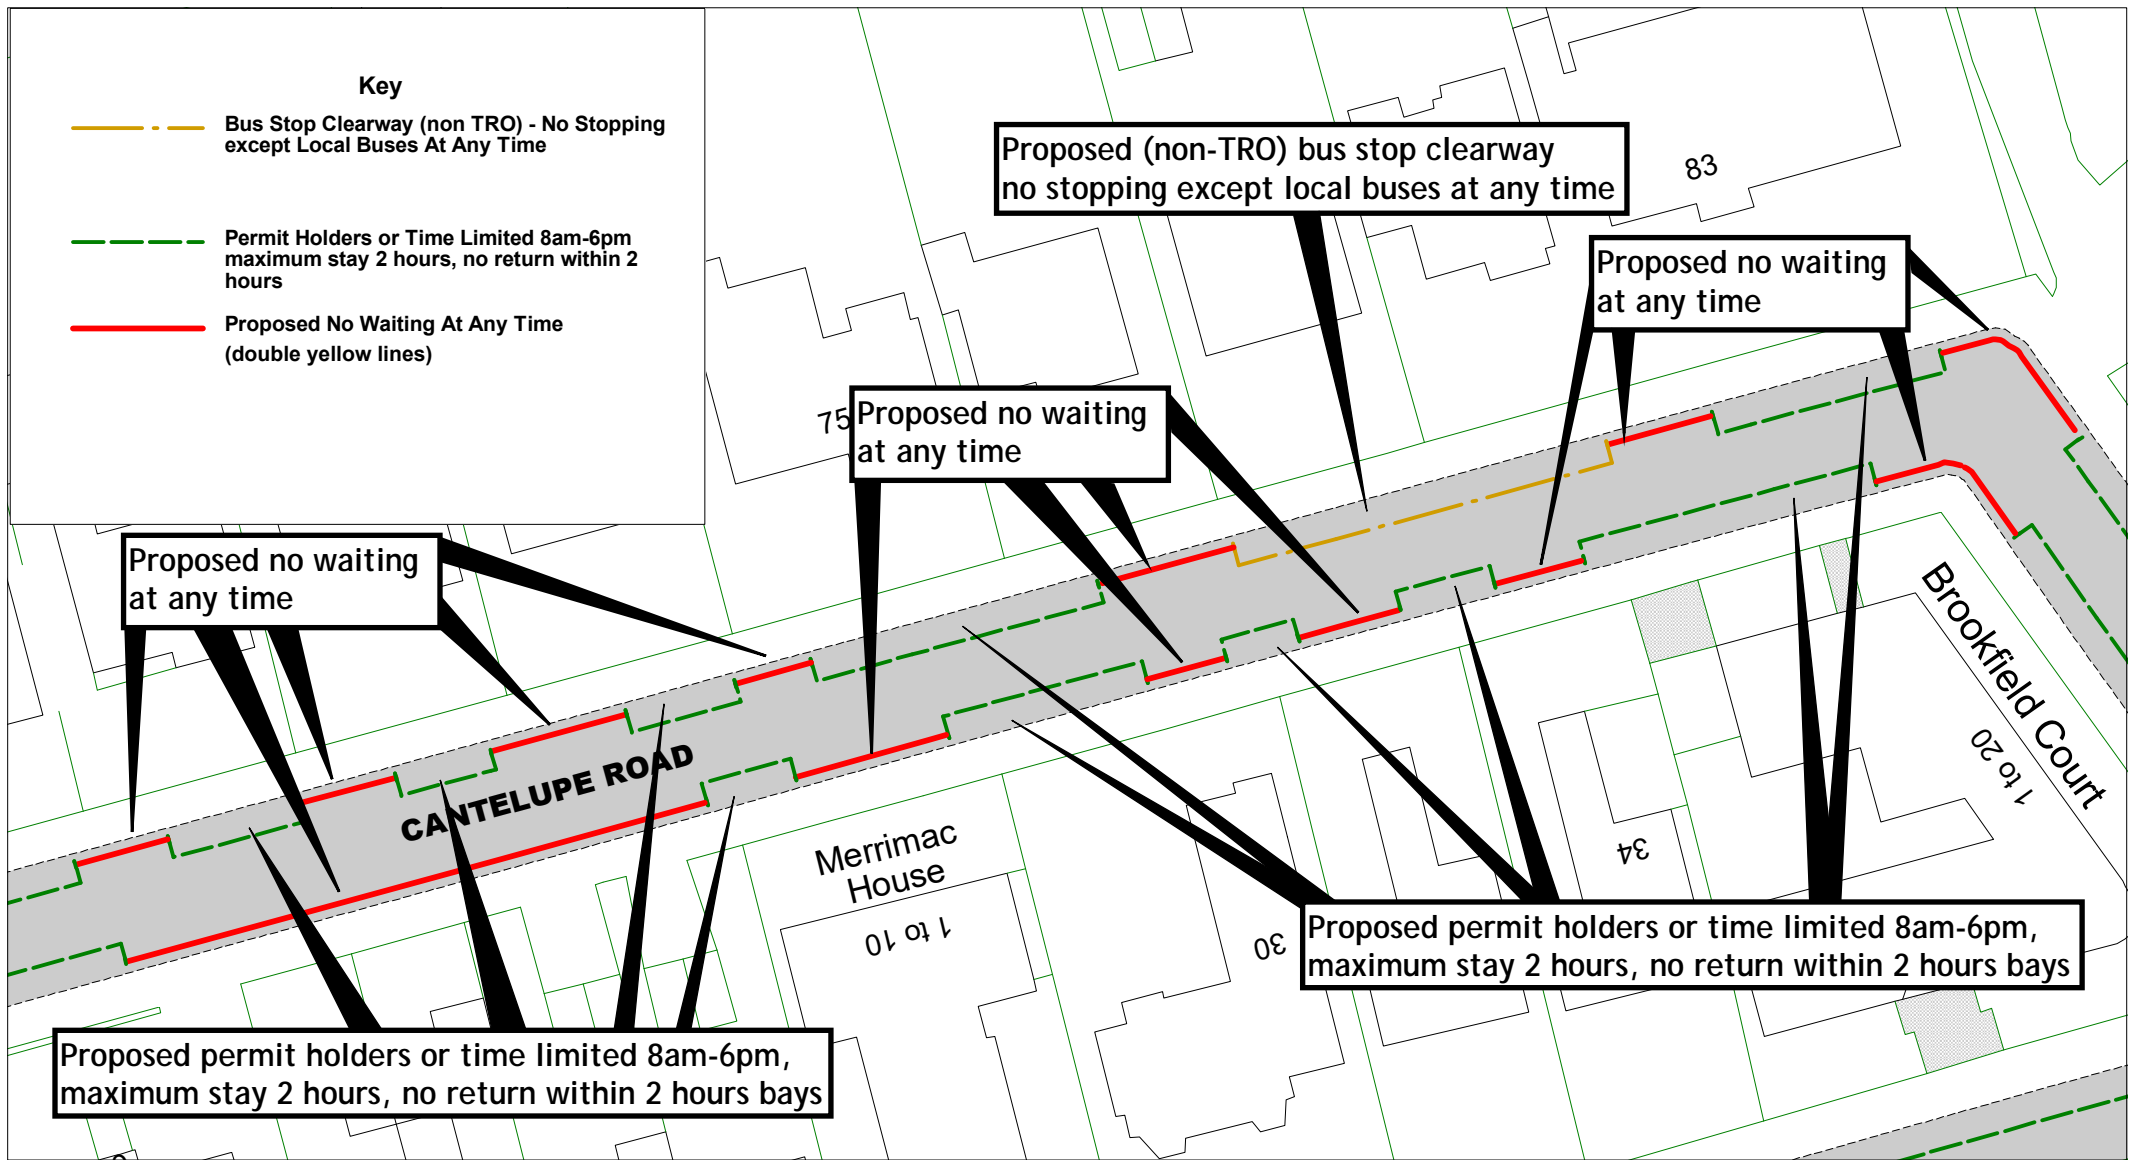 Key
Bus Stop Clearway (non TRO) - No Stopping
except Local Buses At Any Time
Permit Holders or Time Limited 8am-6pm
maximum stay 2 hours, no return within 2
hours
Proposed No Waiting At Any Time
(double yellow lines)
Proposed (non-TRO) bus stop clearway
no stopping except local buses at any time
83
Proposed no waiting
at any time
75
Proposed no waiting
at any time
Proposed no waiting
at any time
CANTELUPE ROAD
Brookfield Court
1 to 20
Merrimac
House
1 to 10
30
34
Proposed permit holders or time limited 8am-6pm,
maximum stay 2 hours, no return within 2 hours bays
Proposed permit holders or time limited 8am-6pm,
maximum stay 2 hours, no return within 2 hours bays